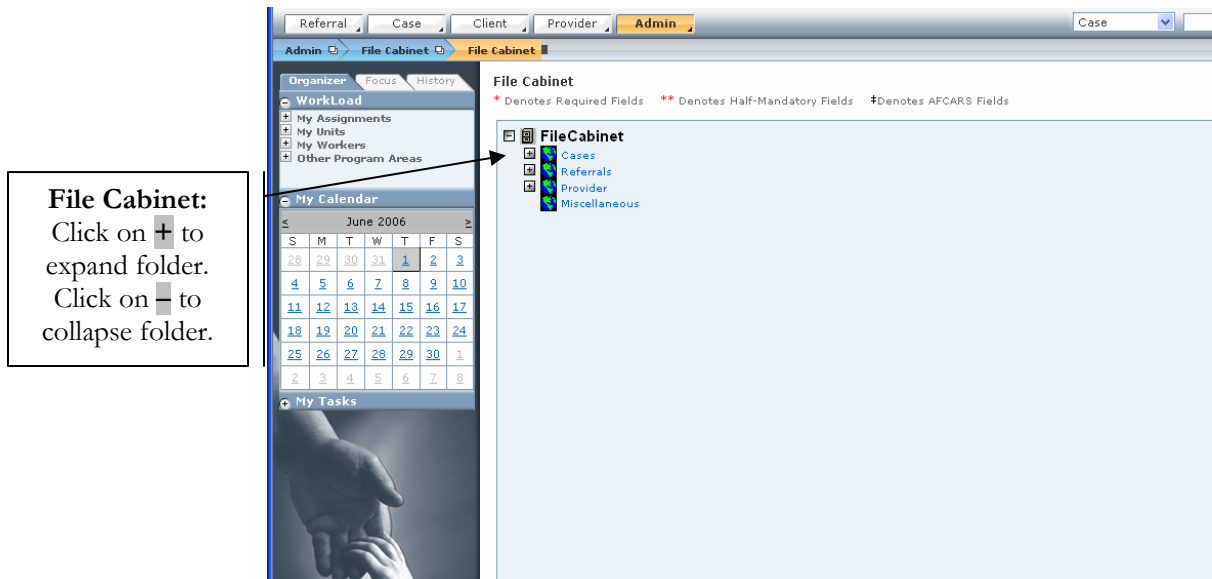 Referral Case Client Provider Admin Case
Admin File Cabinet File Cabinet
Organizer Focus History
WorkLoad
+ My Assignments
+ My Units
+ My Workers
+ Other Program Areas
My Calendar
< June 2006 >
S M T W T F S
28 29 30 31 1 2 3
4 5 6 7 8 9 10
11 12 13 14 15 16 17
18 19 20 21 22 23 24
25 26 27 28 29 30 1
2 3 4 5 6 7 8
My Tasks
File Cabinet
* Denotes Required Fields ** Denotes Half-Mandatory Fields ‡Denotes AFCARS Fields
FileCabinet
Cases
Referrals
Provider
Miscellaneous
File Cabinet:
Click on + to
expand folder.
Click on – to
collapse folder.